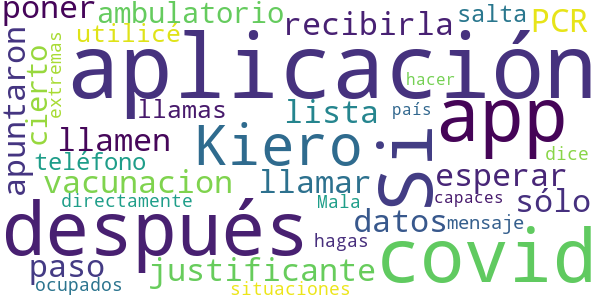 poner ambulatorio recibirla salta PCR
utilicé
aplicación
apuntaron cierto extremas llamas lista hacer país
llamen Kiero Si app
teléfono dice
vacunacion llamar esperar
directamente Mala capaces sólo
después datos mensaje
hagas covid
paso justificante
ocupados situaciones